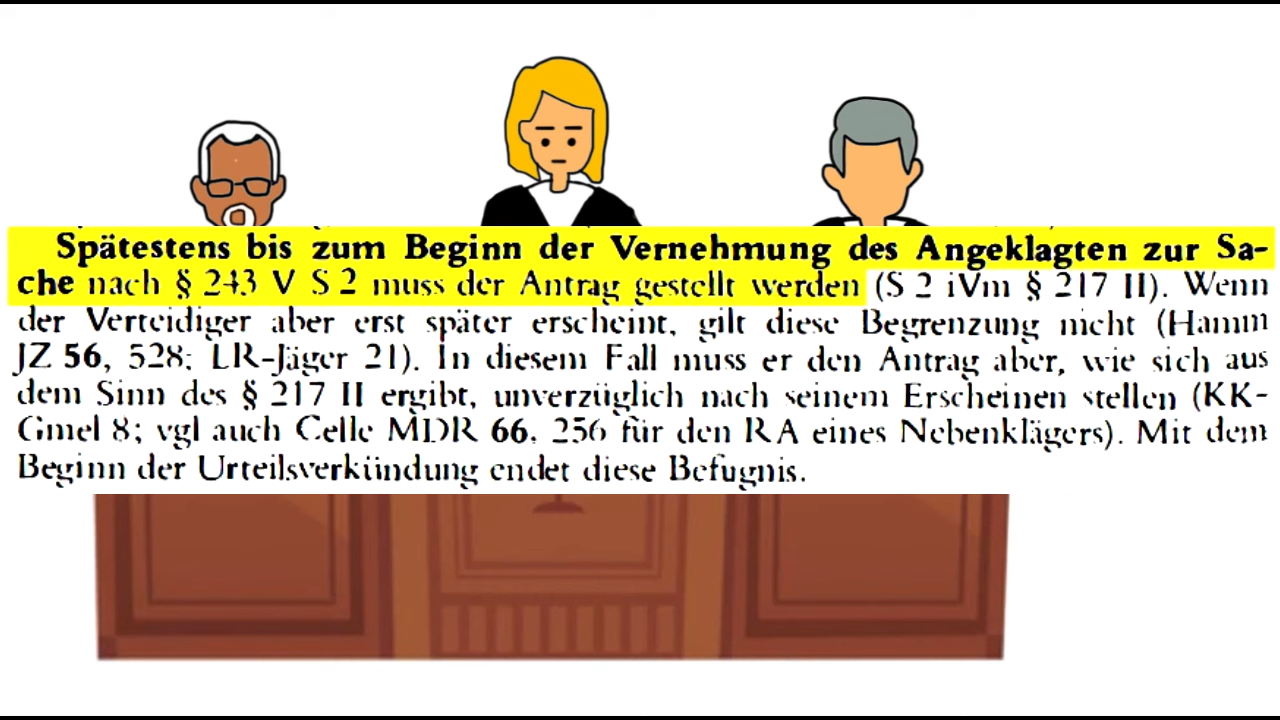 Spätestens bis zum Beginn der Vernehmung des Angeklagten zur Sa-
che nach § 243 V S 2 muss der Antrag gestellt werden (S 2 iVm § 217 II). Wenn
der Verteidiger aber erst später erscheint, gilt diese Begrenzung nicht (Hamm
JZ 56, 528; LR-Jäger 21). In diesem Fall muss er den Antrag aber, wie sich aus
dem Sinn des § 217 II ergibt, unverzüglich nach seinem Erscheinen stellen (KK-
Gmel 8; vgl auch Celle MDR 66, 256 für den RA eines Nebenklägers). Mit dem
Beginn der Urteilsverkündung endet diese Befugnis.